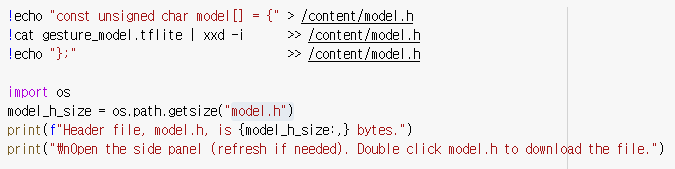 !echo "const unsigned char model[] = {" > /content/model.h
!cat gesture_model.tflite | xxd -i      >> /content/model.h
!echo "};"                              >> /content/model.h

import os
model_h_size = os.path.getsize("model.h")
print(f"Header file, model.h, is {model_h_size:,} bytes.")
print("₩nOpen the side panel (refresh if needed). Double click model.h to download the file.")